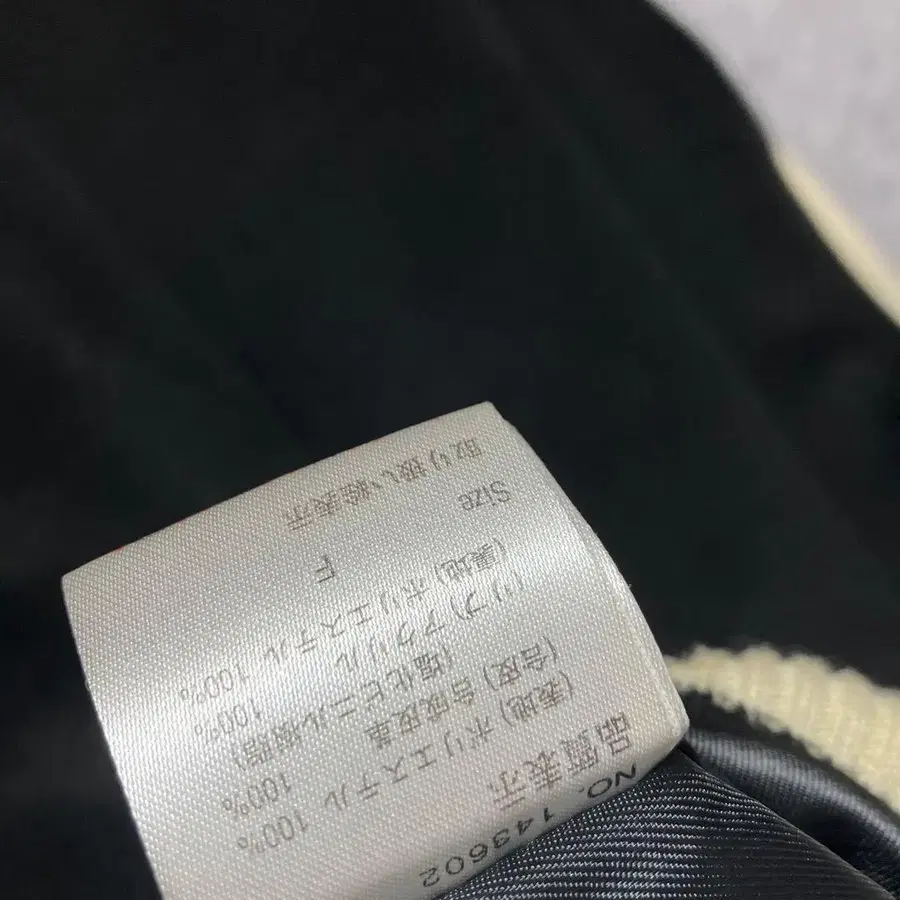 NO. 143602
品質表示
(表地) ポリエステル 100%
(合皮) 合成皮革 100%
(塩化ビニル樹脂)
(リブ) アクリル 100%
(裏地) ポリエステル 100%
Size F
取り扱い絵表示